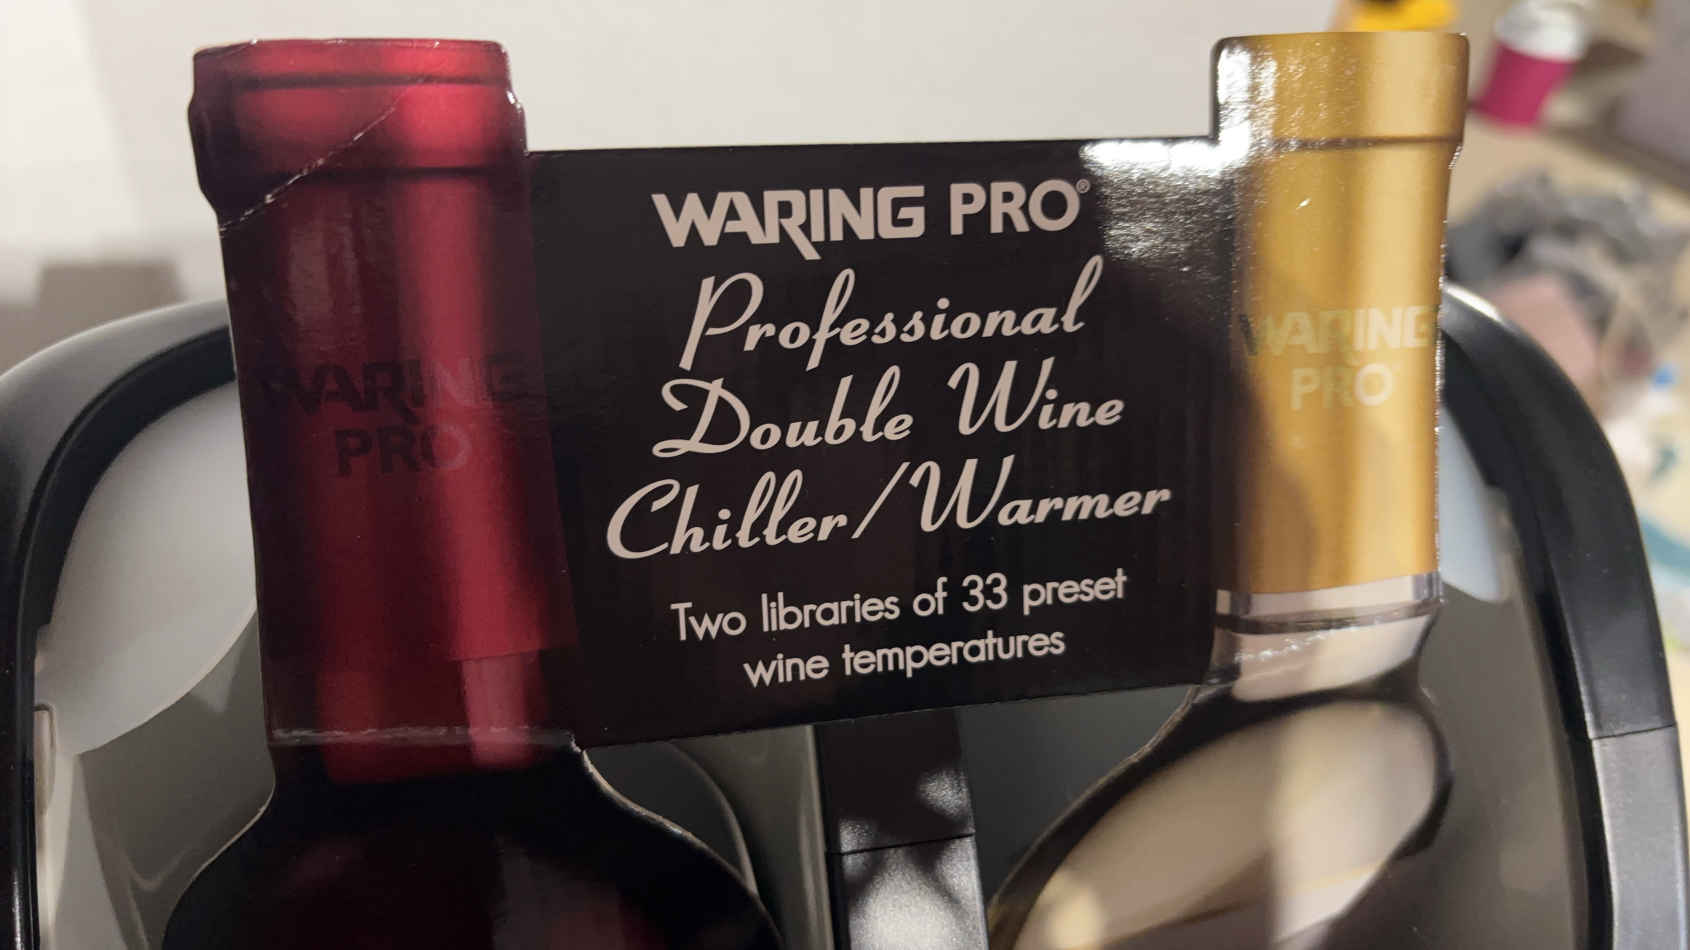 WARING PRO®
Professional
Double Wine
Chiller/Warmer
Two libraries of 33 preset
wine temperatures
WARING
PRO
WARING
PRO